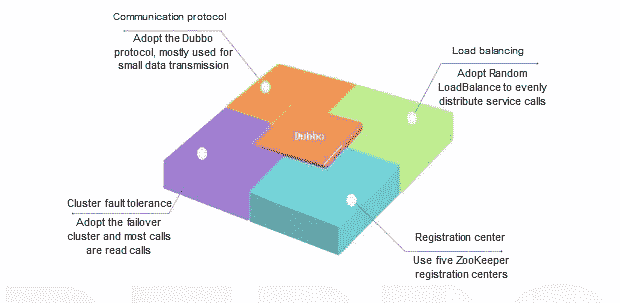 Communication protocol
Adopt the Dubbo
protocol, mostly used for
small data transmission
Load balancing
Adopt Random
LoadBalance to evenly
distribute service calls
Dubbo
Cluster fault tolerance
Adopt the failover
cluster and most calls
are read calls
Registration center
Use five ZooKeeper
registration centers